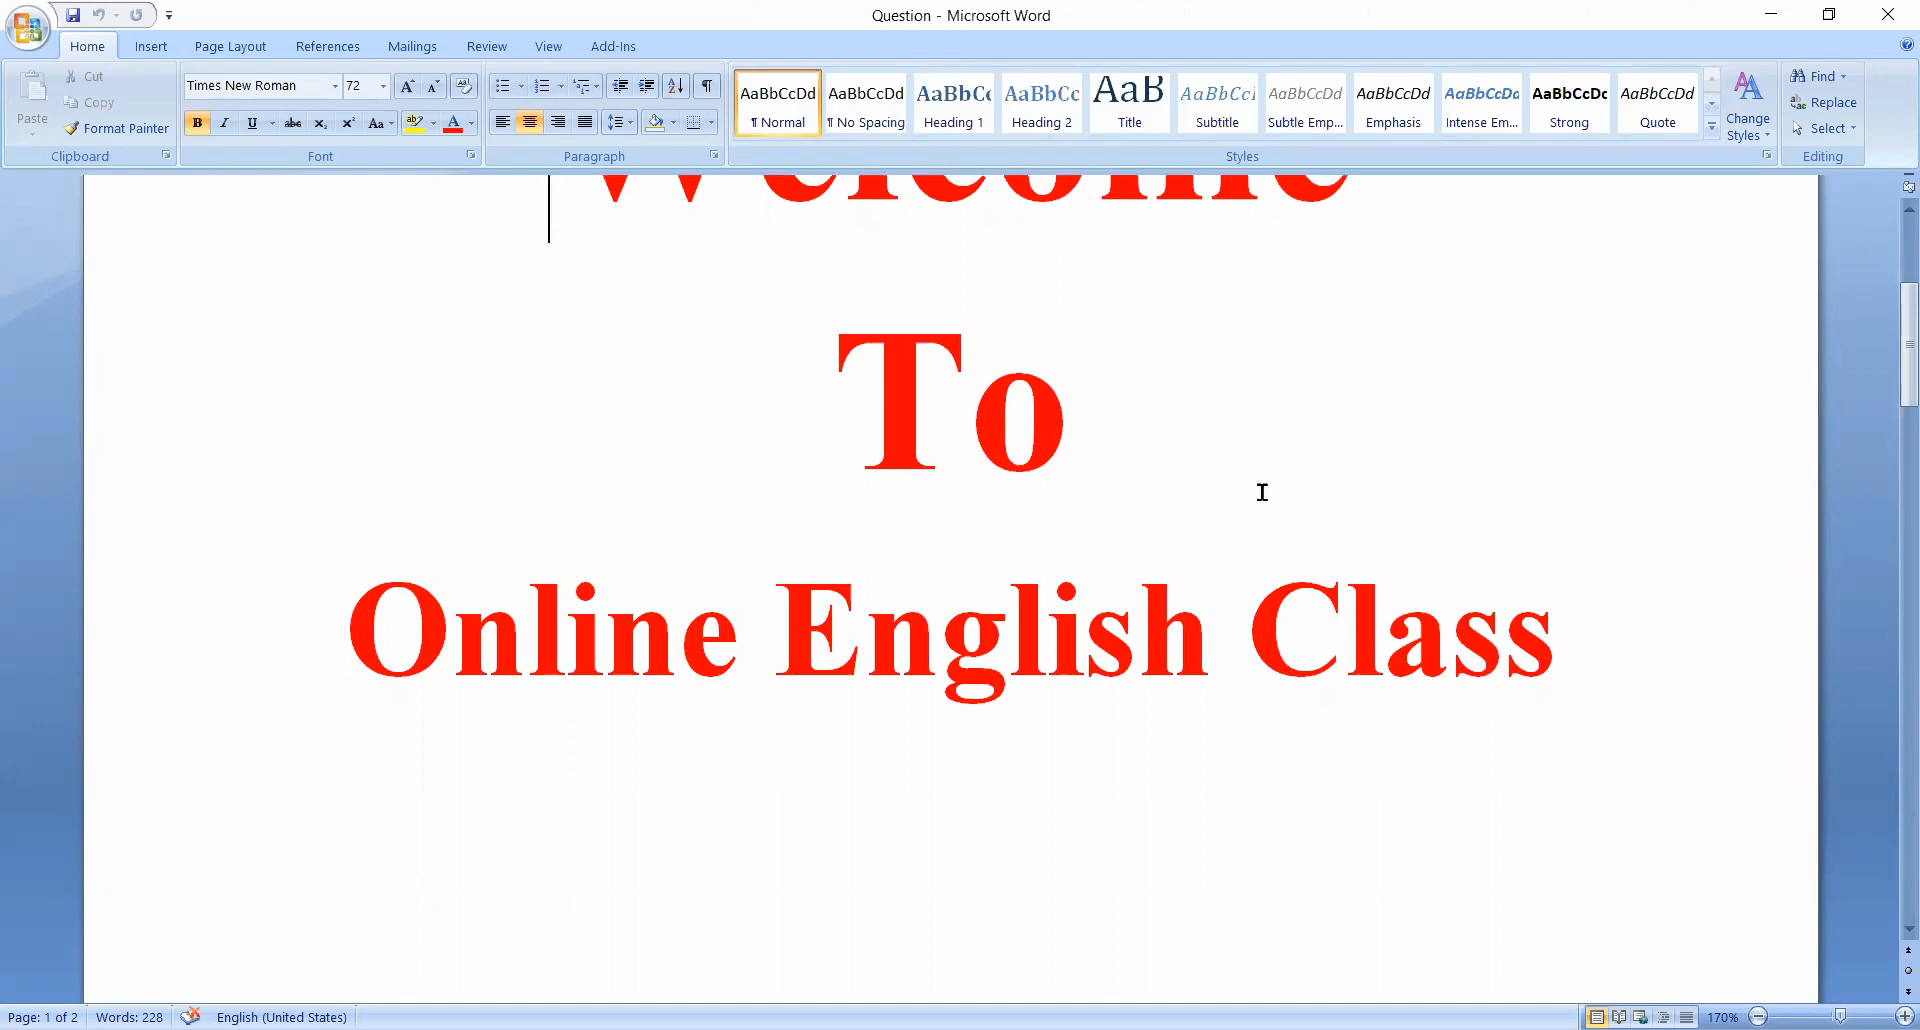 Question - Microsoft Word
Home Insert Page Layout References Mailings Review View Add-Ins
Paste
Cut
Copy
Format Painter
Clipboard
Times New Roman 72
Font
Paragraph
AaBbCcDd AaBbCcDd AaBbCc AaBbCc AaB AaBbCc AaBbCcDd AaBbCcDd AaBbCcDd AaBbCcDc AaBbCcDd
¶ Normal ¶ No Spacing Heading 1 Heading 2 Title Subtitle Subtle Emp... Emphasis Intense Em... Strong Quote
Change
Styles
Styles
Find
Replace
Select
Editing
Welcome
To
Online English Class
Page: 1 of 2 Words: 228 English (United States) 170%